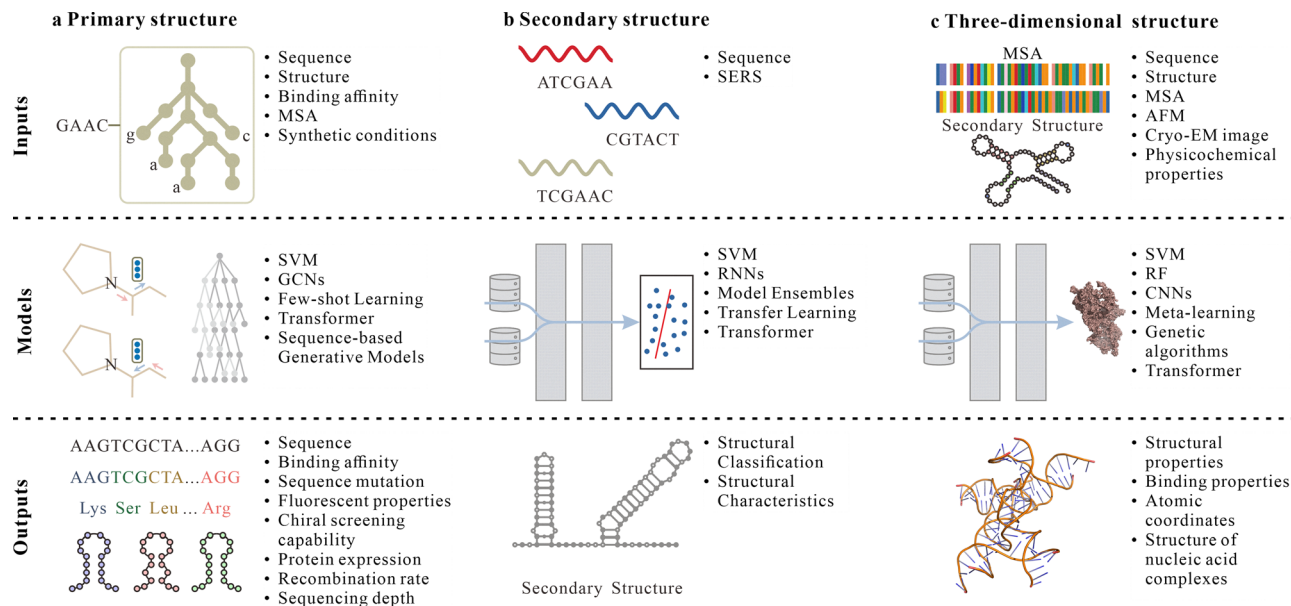 a Primary structure
b Secondary structure
c Three-dimensional structure
Inputs
GAAC
g
a
a
c
• Sequence
• Structure
• Binding affinity
• MSA
• Synthetic conditions
ATCGAA
CGTACT
TCGAAC
• Sequence
• SERS
MSA
Secondary Structure
• Sequence
• Structure
• MSA
• AFM
• Cryo-EM image
• Physicochemical
properties
Models
N
N
• SVM
• GCNs
• Few-shot Learning
• Transformer
• Sequence-based
Generative Models
• SVM
• RNNs
• Model Ensembles
• Transfer Learning
• Transformer
• SVM
• RF
• CNNs
• Meta-learning
• Genetic
algorithms
• Transformer
Outputs
AAGTCGCTA...AGG
AAGTCGCTA...AGG
Lys Ser Leu ... Arg
• Sequence
• Binding affinity
• Sequence mutation
• Fluorescent properties
• Chiral screening
capability
• Protein expression
• Recombination rate
• Sequencing depth
Secondary Structure
• Structural
Classification
• Structural
Characteristics
• Structural
properties
• Binding properties
• Atomic
coordinates
• Structure of
nucleic acid
complexes